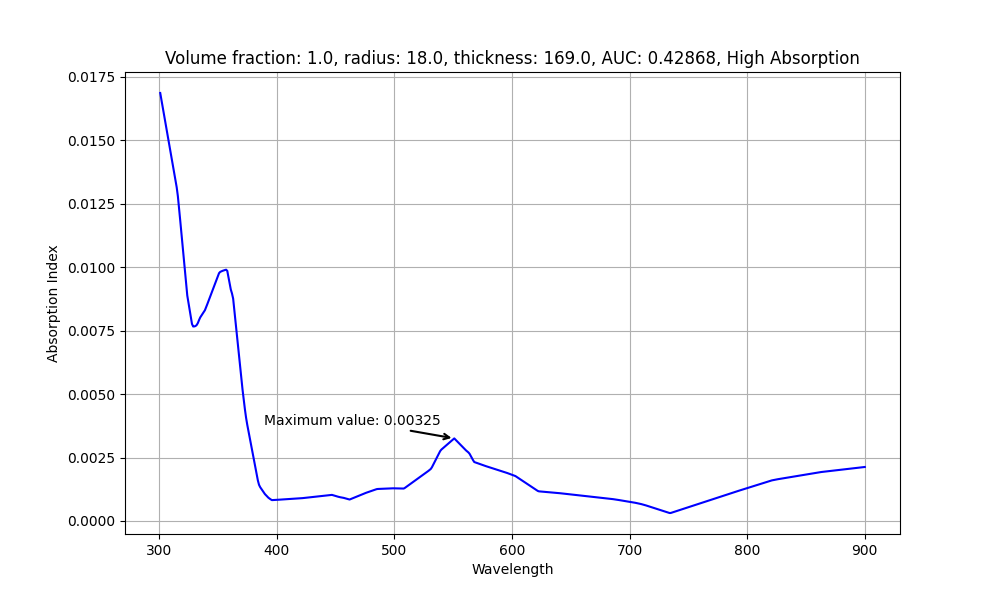 Volume fraction: 1.0, radius: 18.0, thickness: 169.0, AUC: 0.42868, High Absorption
0.0175
0.0150
0.0125
0.0100
0.0075
0.0050
0.0025
0.0000
Absorption Index
Maximum value: 0.00325
300 400 500 600 700 800 900
Wavelength